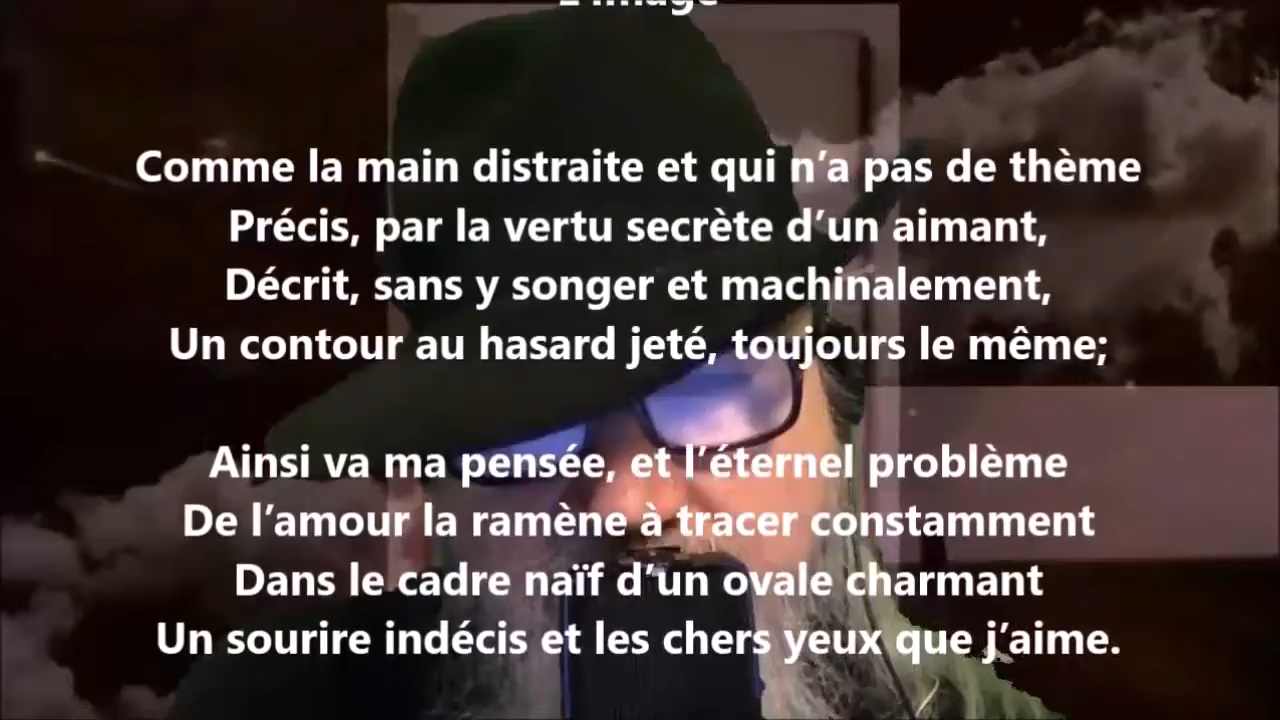 L'image
Comme la main distraite et qui n’a pas de thème
Précis, par la vertu secrète d’un aimant,
Décrit, sans y songer et machinalement,
Un contour au hasard jeté, toujours le même;
Ainsi va ma pensée, et l’éternel problème
De l’amour la ramène à tracer constamment
Dans le cadre naïf d’un ovale charmant
Un sourire indécis et les chers yeux que j’aime.